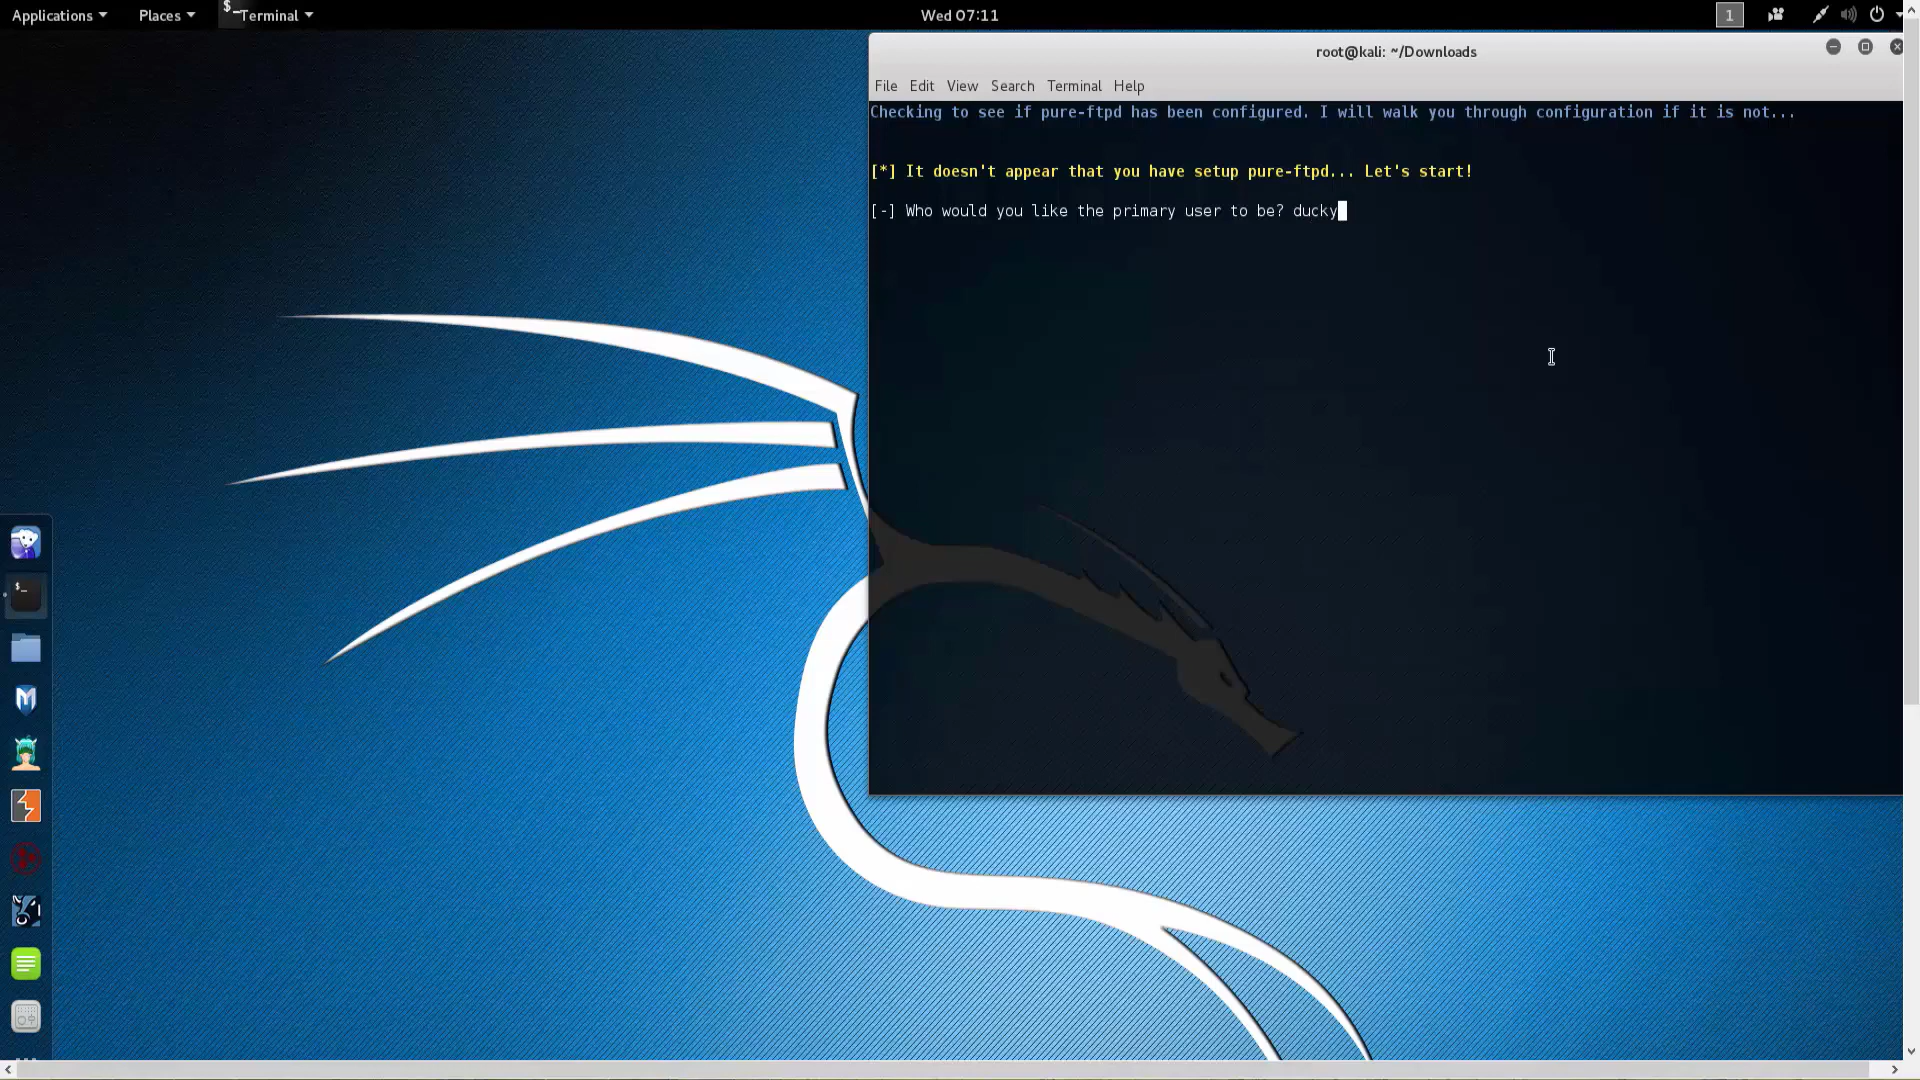 Applications Places $_ Terminal Wed 07:11 1
root@kali: ~/Downloads
File Edit View Search Terminal Help
Checking to see if pure-ftpd has been configured. I will walk you through configuration if it is not...
[*] It doesn't appear that you have setup pure-ftpd... Let's start!
[-] Who would you like the primary user to be? ducky
$_